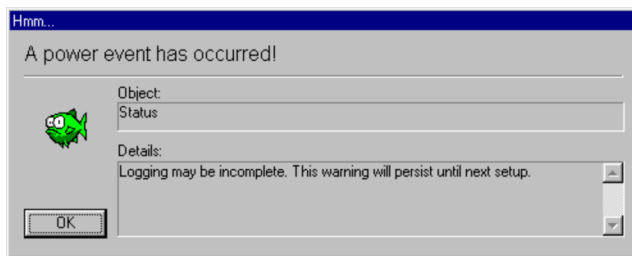 Hmm...
A power event has occurred!
Object:
Status
Details:
Logging may be incomplete. This warning will persist until next setup.
OK